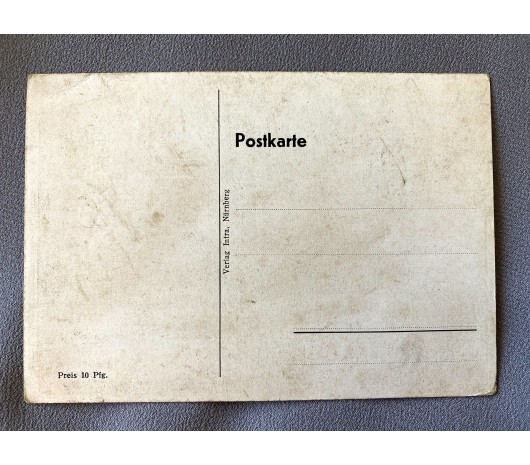 Postkarte
Verlag Intra, Nürnberg
Preis 10 Pfg.